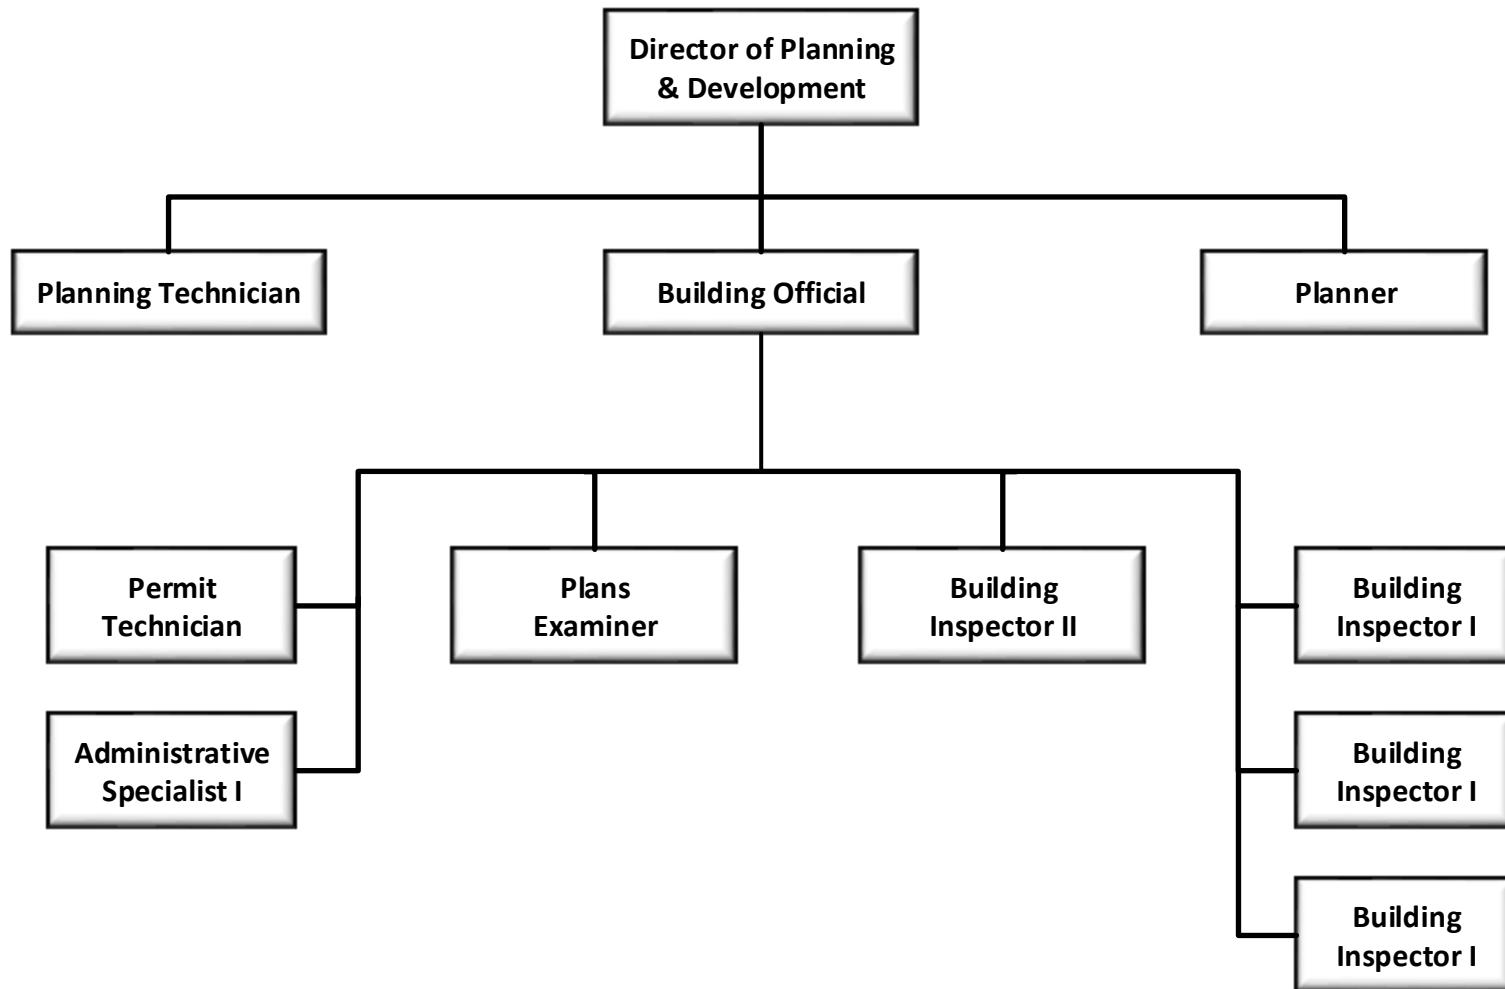 Director of Planning
& Development
Planning Technician
Building Official
Planner
Permit
Technician
Plans
Examiner
Building
Inspector II
Building
Inspector I
Administrative
Specialist I
Building
Inspector I
Building
Inspector I